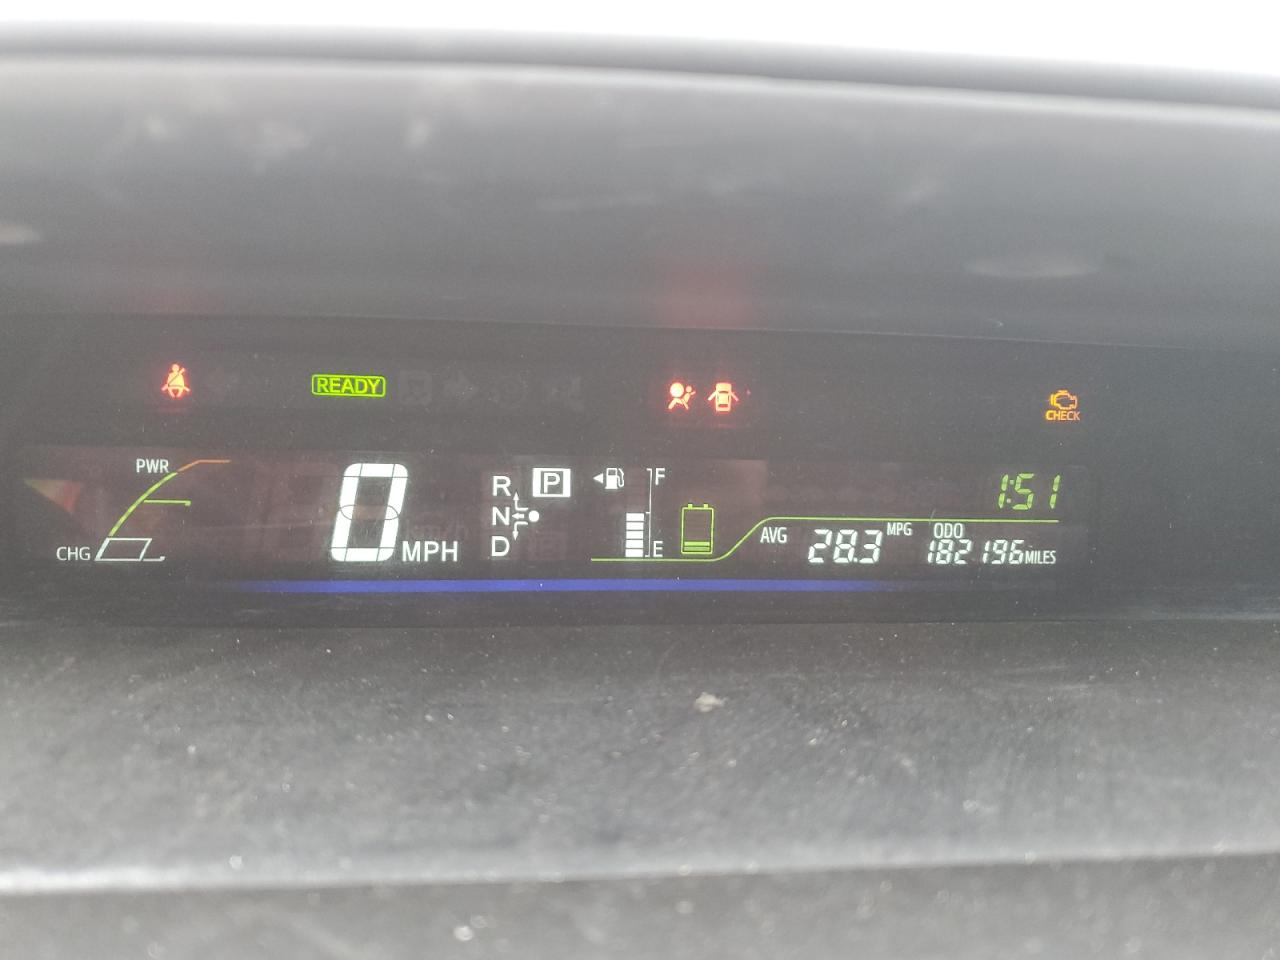 READY
CHECK
PWR
CHG
0 MPH
R
P
N
D
F
E
1:51
AVG 28.3 MPG
ODO 182196 MILES